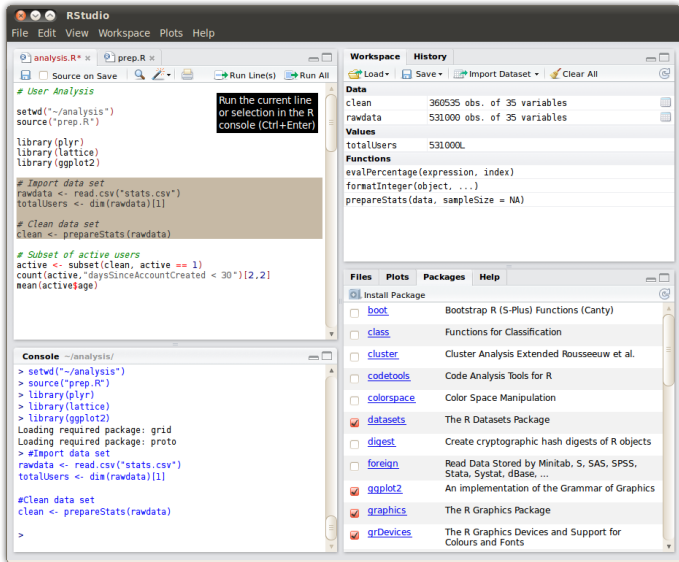 RStudio
File Edit View Workspace Plots Help
analysis.R* prep.R
Source on Save Run Line(s) Run All
# User Analysis
setwd("~/analysis")
source("prep.R")
library(plyr)
library(lattice)
library(ggplot2)
# Import data set
rawdata <- read.csv("stats.csv")
totalUsers <- dim(rawdata)[1]
# Clean data set
clean <- prepareStats(rawdata)
# Subset of active users
active <- subset(clean, active == 1)
count(active,"daysSinceAccountCreated < 30")[2,2]
mean(active$age)
Run the current line
or selection in the R
console (Ctrl+Enter)
Console ~/analysis/
> setwd("~/analysis")
> source("prep.R")
> library(plyr)
> library(lattice)
> library(ggplot2)
Loading required package: grid
Loading required package: proto
> #Import data set
rawdata <- read.csv("stats.csv")
totalUsers <- dim(rawdata)[1]
#Clean data set
clean <- prepareStats(rawdata)
>
Workspace History
Load Save Import Dataset Clear All
Data
clean 360535 obs. of 35 variables
rawdata 531000 obs. of 35 variables
Values
totalUsers 531000L
Functions
evalPercentage(expression, index)
formatInteger(object, ...)
prepareStats(data, sampleSize = NA)
Files Plots Packages Help
Install Package
boot Bootstrap R (S-Plus) Functions (Canty)
class Functions for Classification
cluster Cluster Analysis Extended Rousseeuw et al.
codetools Code Analysis Tools for R
colorspace Color Space Manipulation
datasets The R Datasets Package
digest Create cryptographic hash digests of R objects
foreign Read Data Stored by Minitab, S, SAS, SPSS,
Stata, Systat, dBase, ...
ggplot2 An implementation of the Grammar of Graphics
graphics The R Graphics Package
grDevices The R Graphics Devices and Support for
Colours and Fonts